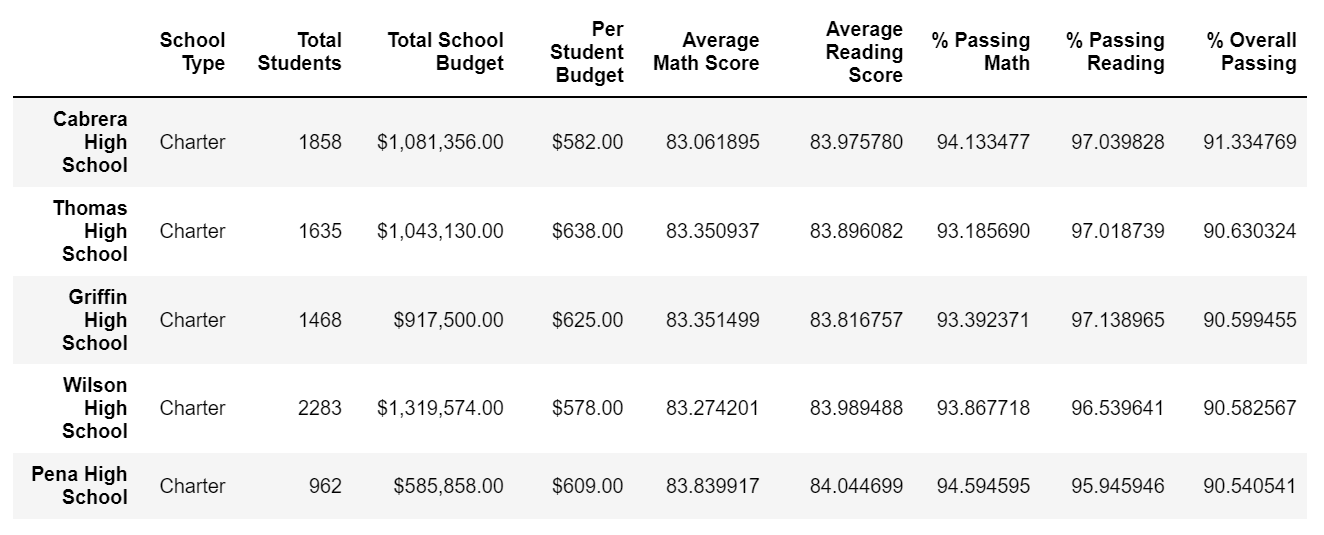 School Type Total Students Total School Budget Per Student Budget Average Math Score Average Reading Score % Passing Math % Passing Reading % Overall Passing
Cabrera High School Charter 1858 $1,081,356.00 $582.00 83.061895 83.975780 94.133477 97.039828 91.334769
Thomas High School Charter 1635 $1,043,130.00 $638.00 83.350937 83.896082 93.185690 97.018739 90.630324
Griffin High School Charter 1468 $917,500.00 $625.00 83.351499 83.816757 93.392371 97.138965 90.599455
Wilson High School Charter 2283 $1,319,574.00 $578.00 83.274201 83.989488 93.867718 96.539641 90.582567
Pena High School Charter 962 $585,858.00 $609.00 83.839917 84.044699 94.594595 95.945946 90.540541